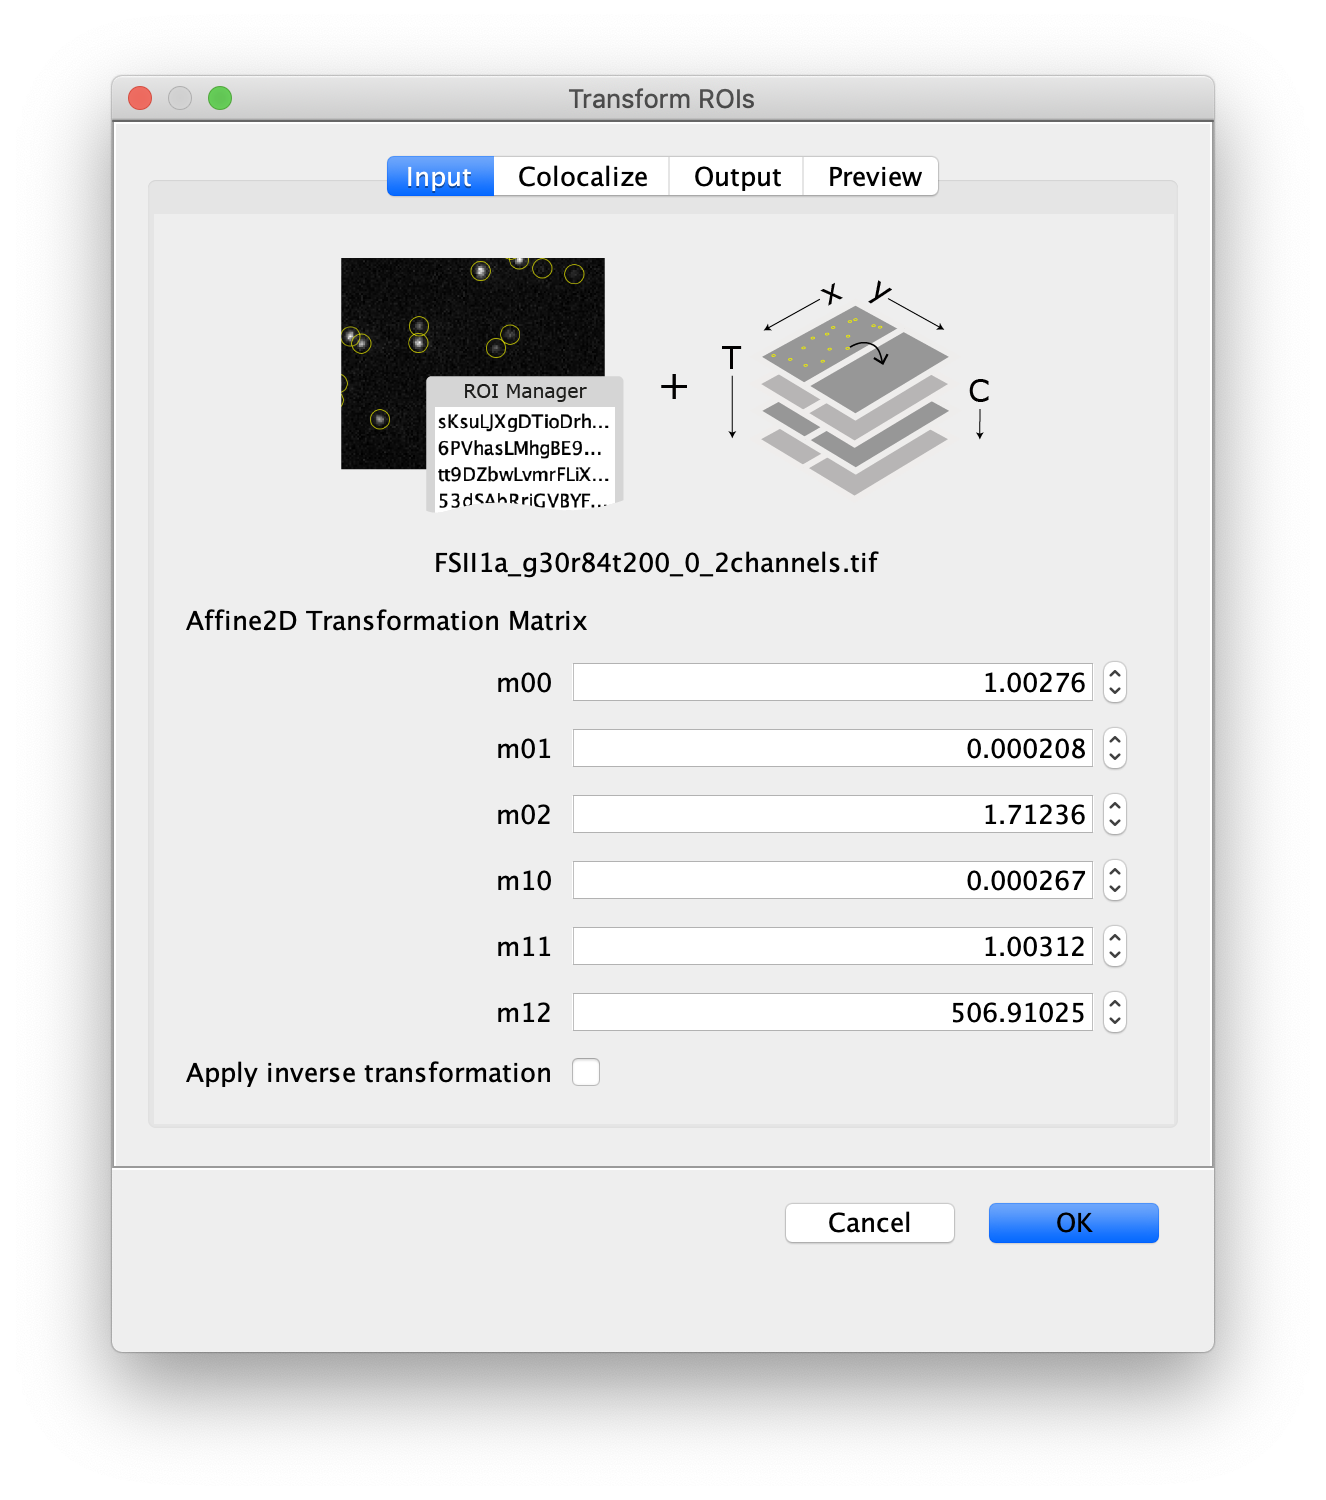 Transform ROIs
Input Colocalize Output Preview
x y
T
C
+
ROI Manager
sKsuLJXgDTioDrh...
6PVhasLMhgBE9...
tt9DZbwLvmrFLiX...
FSII1a_g30r84t200_0_2channels.tif
Affine2D Transformation Matrix
m00 1.00276
m01 0.000208
m02 1.71236
m10 0.000267
m11 1.00312
m12 506.91025
Apply inverse transformation
Cancel OK